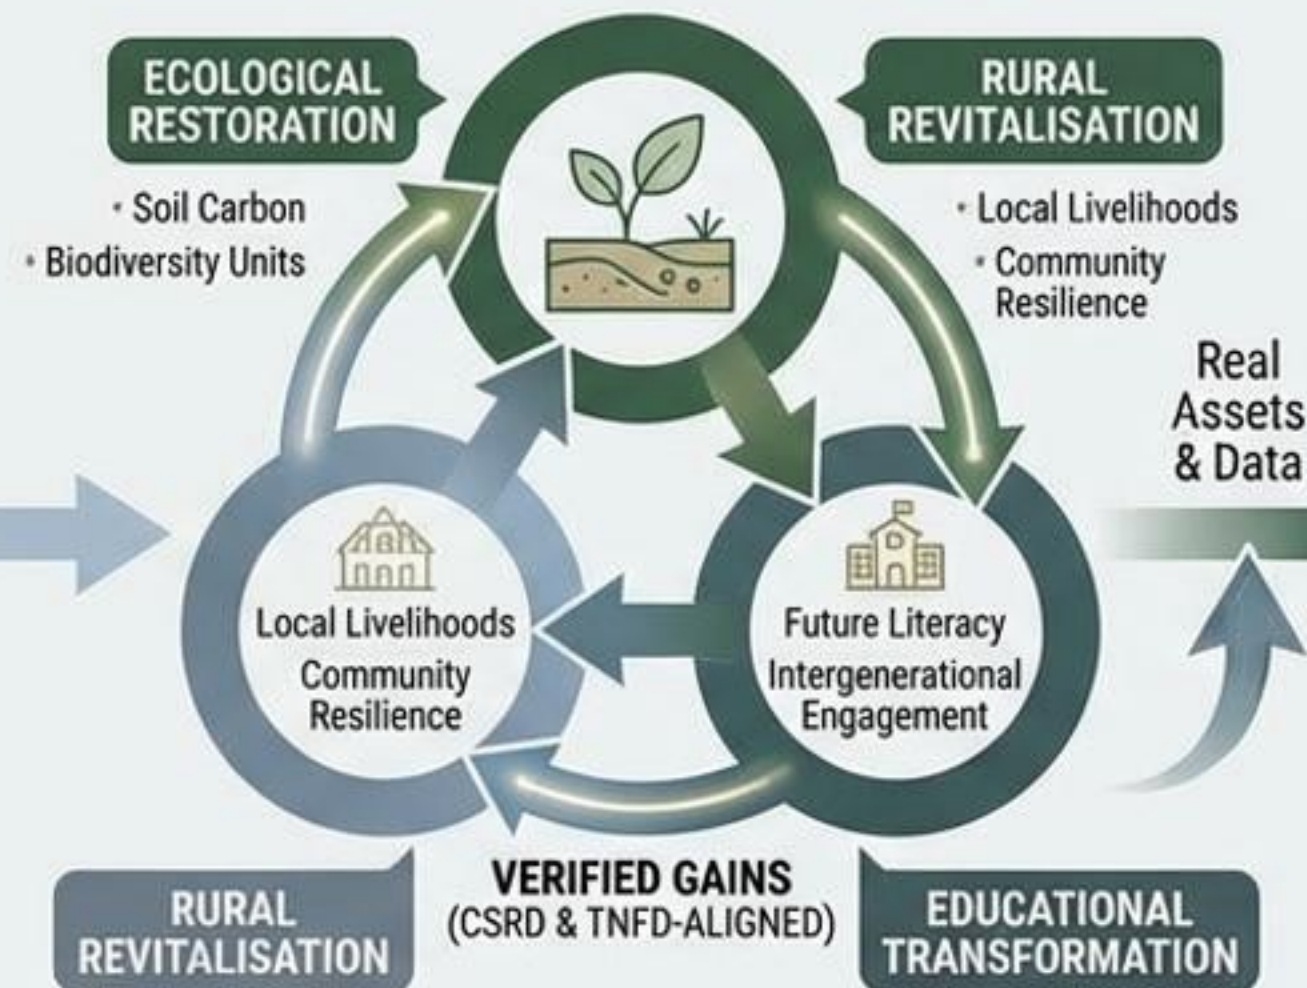 ECOLOGICAL
RESTORATION
• Soil Carbon
• Biodiversity Units
RURAL
REVITALISATION
• Local Livelihoods
• Community
Resilience
Real
Assets
& Data
Local Livelihoods
Community
Resilience
Future Literacy
Intergenerational
Engagement
VERIFIED GAINS
(CSRD & TNFD-ALIGNED)
RURAL
REVITALISATION
EDUCATIONAL
TRANSFORMATION